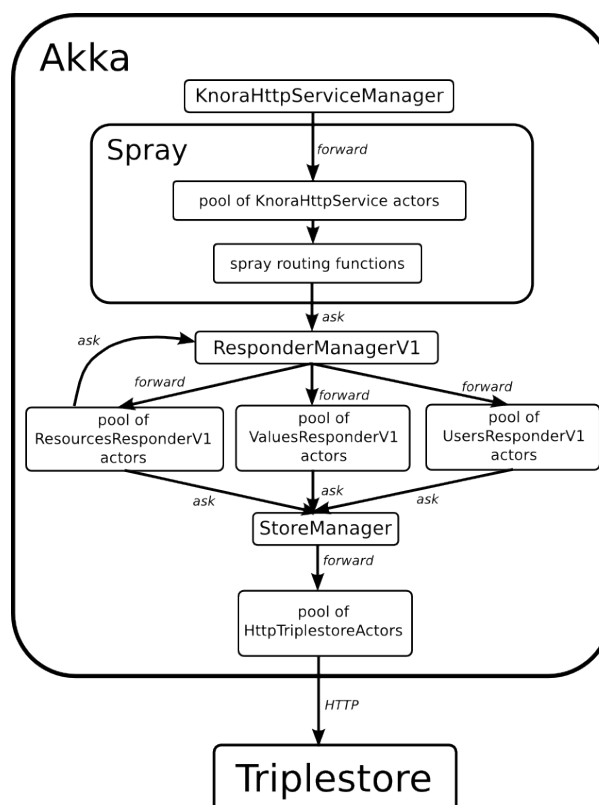 Akka
KnoraHttpServiceManager
Spray
forward
pool of KnoraHttpService actors
spray routing functions
ask
ResponderManagerV1
ask
forward
forward
forward
pool of
ResourcesResponderV1
actors
pool of
ValuesResponderV1
actors
pool of
UsersResponderV1
actors
ask
ask
ask
StoreManager
forward
pool of
HttpTriplestoreActors
HTTP
Triplestore